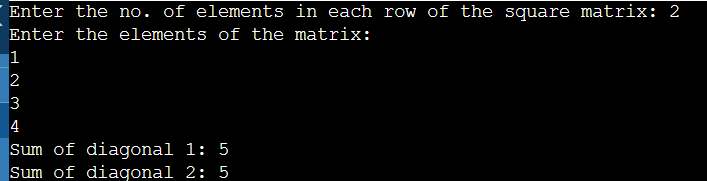 Enter the no. of elements in each row of the square matrix: 2
Enter the elements of the matrix:
1
2
3
4
Sum of diagonal 1: 5
Sum of diagonal 2: 5